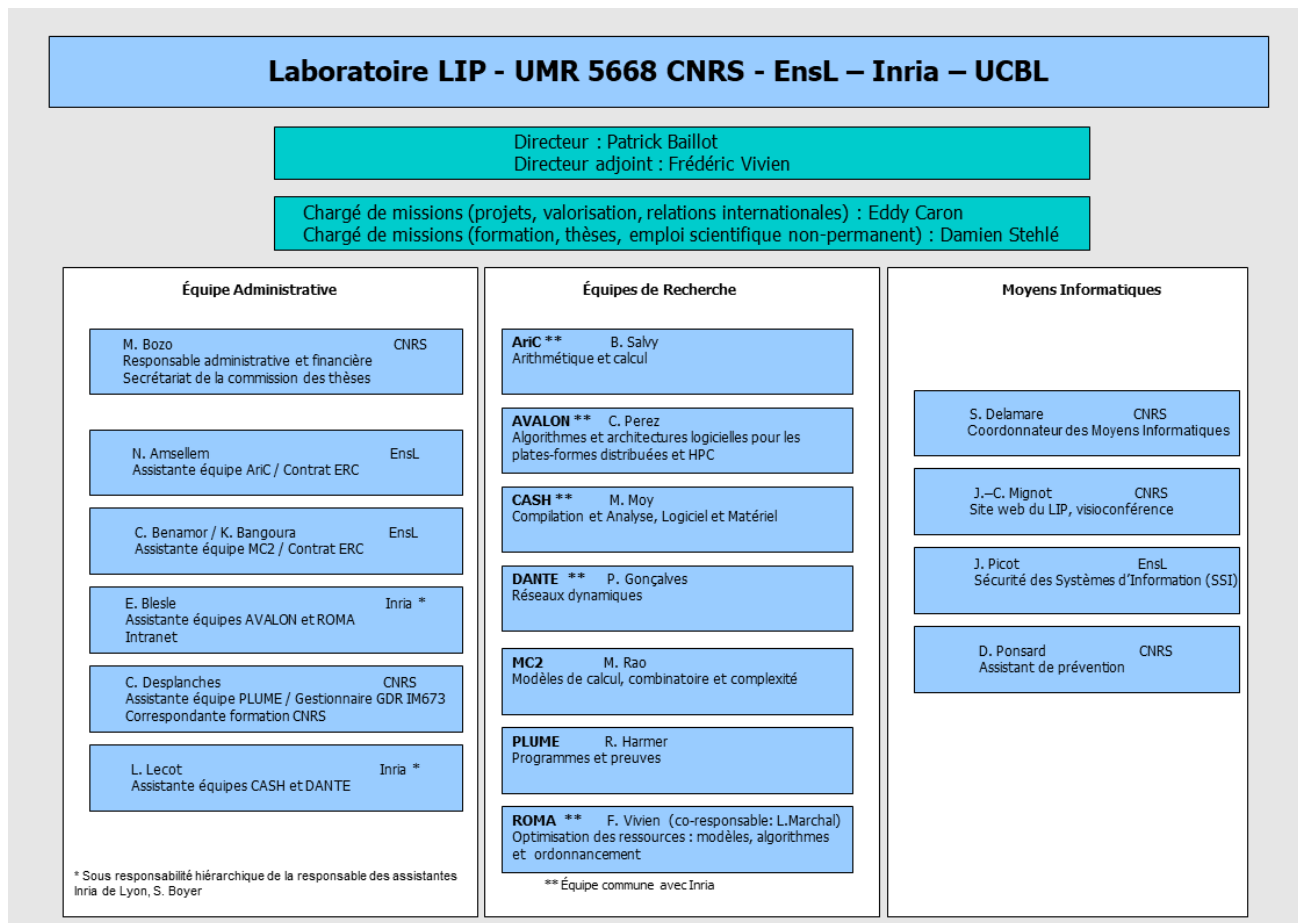 Laboratoire LIP - UMR 5668 CNRS - EnsL – Inria – UCBL
Directeur : Patrick Baillot
Directeur adjoint : Frédéric Vivien
Chargé de missions (projets, valorisation, relations internationales) : Eddy Caron
Chargé de missions (formation, thèses, emploi scientifique non-permanent) : Damien Stehlé
Équipe Administrative
M. Bozo CNRS
Responsable administrative et financière
Secrétariat de la commission des thèses
N. Amsellem EnsL
Assistante équipe AriC / Contrat ERC
C. Benamor / K. Bangoura EnsL
Assistante équipe MC2 / Contrat ERC
E. Blesle Inria *
Assistante équipes AVALON et ROMA
Intranet
C. Desplanches CNRS
Assistante équipe PLUME / Gestionnaire GDR IM673
Correspondante formation CNRS
L. Lecot Inria *
Assistante équipes CASH et DANTE
* Sous responsabilité hiérarchique de la responsable des assistantes
Inria de Lyon, S. Boyer
Équipes de Recherche
AriC ** B. Salvy
Arithmétique et calcul
AVALON ** C. Perez
Algorithmes et architectures logicielles pour les
plates-formes distribuées et HPC
CASH ** M. Moy
Compilation et Analyse, Logiciel et Matériel
DANTE ** P. Gonçalves
Réseaux dynamiques
MC2 M. Rao
Modèles de calcul, combinatoire et complexité
PLUME R. Harmer
Programmes et preuves
ROMA ** F. Vivien (co-responsable: L.Marchal)
Optimisation des ressources : modèles, algorithmes
et ordonnancement
** Équipe commune avec Inria
Moyens Informatiques
S. Delamare CNRS
Coordonnateur des Moyens Informatiques
J.–C. Mignot CNRS
Site web du LIP, visioconférence
J. Picot EnsL
Sécurité des Systèmes d'Information (SSI)
D. Ponsard CNRS
Assistant de prévention